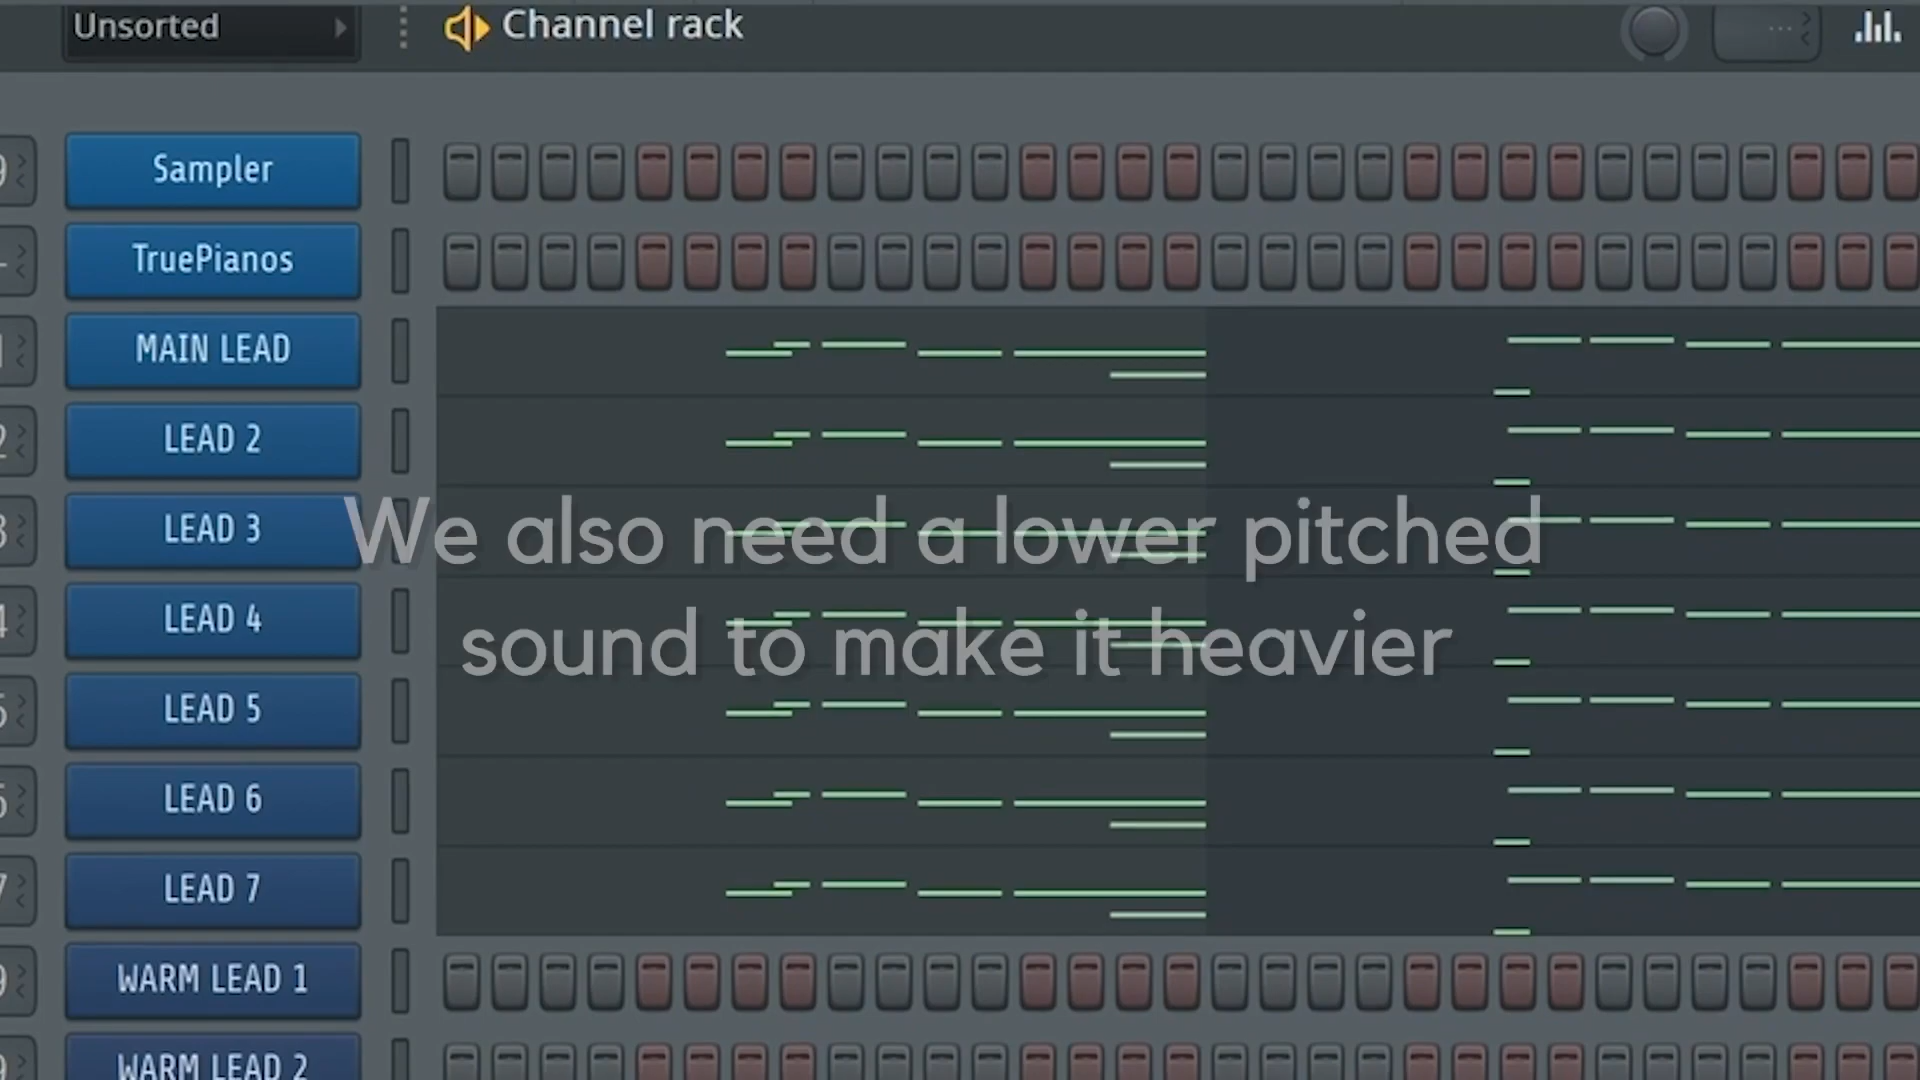 Unsorted
Channel rack
Sampler
TruePianos
MAIN LEAD
LEAD 2
LEAD 3
We also need a lower pitched
sound to make it heavier
LEAD 4
LEAD 5
LEAD 6
LEAD 7
WARM LEAD 1
WARM LEAD 2